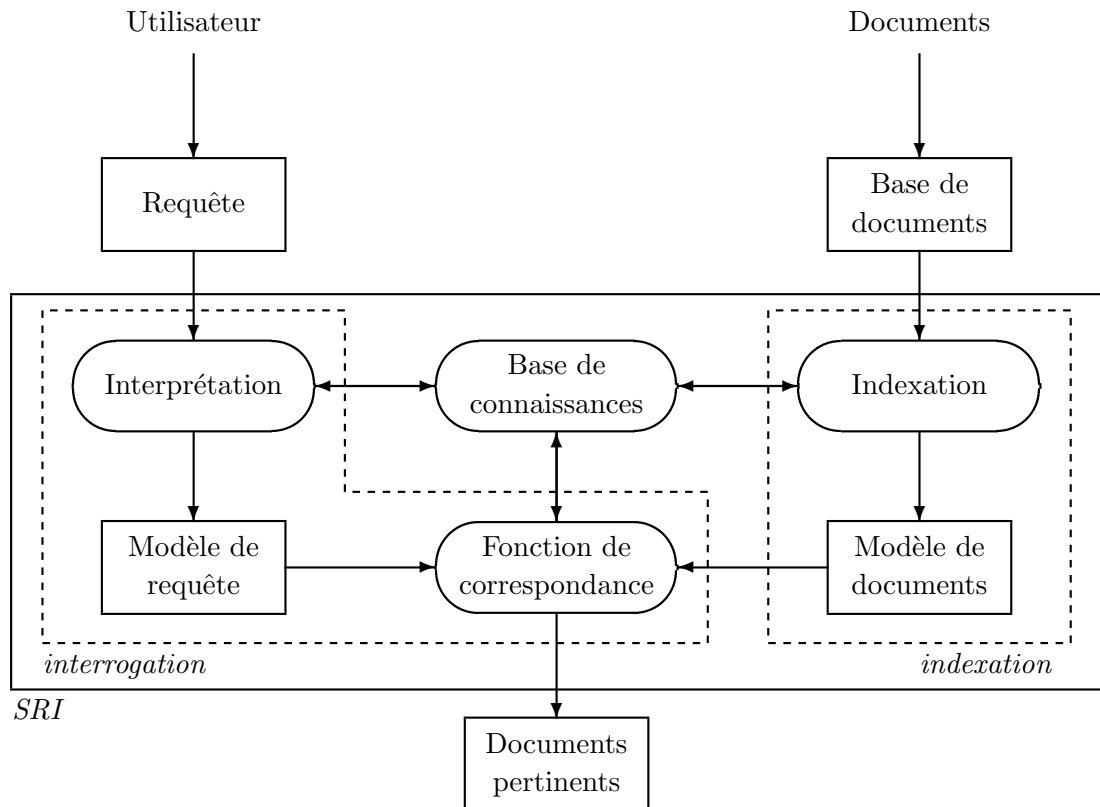 Utilisateur
Documents
Requête
Base de
documents
Interprétation
Base de
connaissances
Indexation
Modèle de
requête
Fonction de
correspondance
Modèle de
documents
interrogation
indexation
SRI
Documents
pertinents